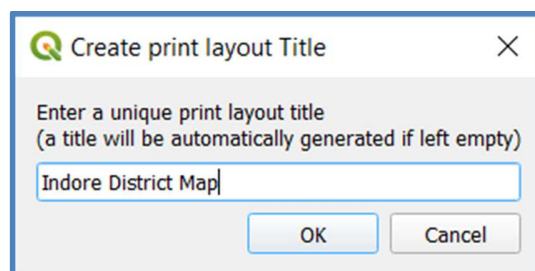 Create print layout Title
Enter a unique print layout title
(a title will be automatically generated if left empty)
Indore District Map
OK
Cancel